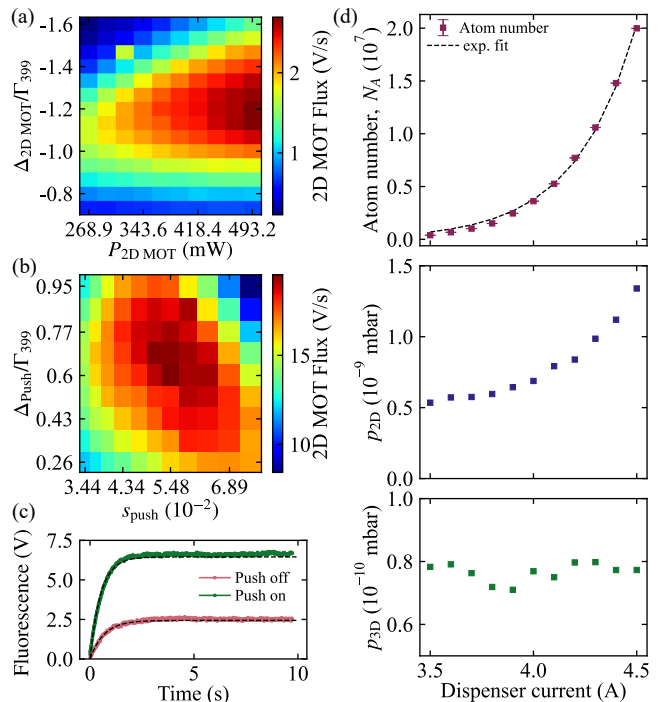 (a)
-1.6
-1.4
-1.2
-1.0
-0.8
Δ2D MOT/Γ399
268.9 343.6 418.4 493.2
P2D MOT (mW)
2
1
2D MOT Flux (V/s)
(b)
0.95
0.77
0.6
0.43
0.26
ΔPush/Γ399
3.44 4.34 5.48 6.89
spush (10⁻²)
15
10
2D MOT Flux (V/s)
(c)
7.5
5.0
2.5
0.0
Fluorescence (V)
Push off
Push on
0 5 10
Time (s)
(d)
2.0
1.5
1.0
0.5
0.0
Atom number, NA (10⁷)
Atom number
exp. fit
1.5
1.0
0.5
0.0
p2D (10⁻⁹ mbar)
1.0
0.8
0.6
p3D (10⁻¹⁰ mbar)
3.5 4.0 4.5
Dispenser current (A)